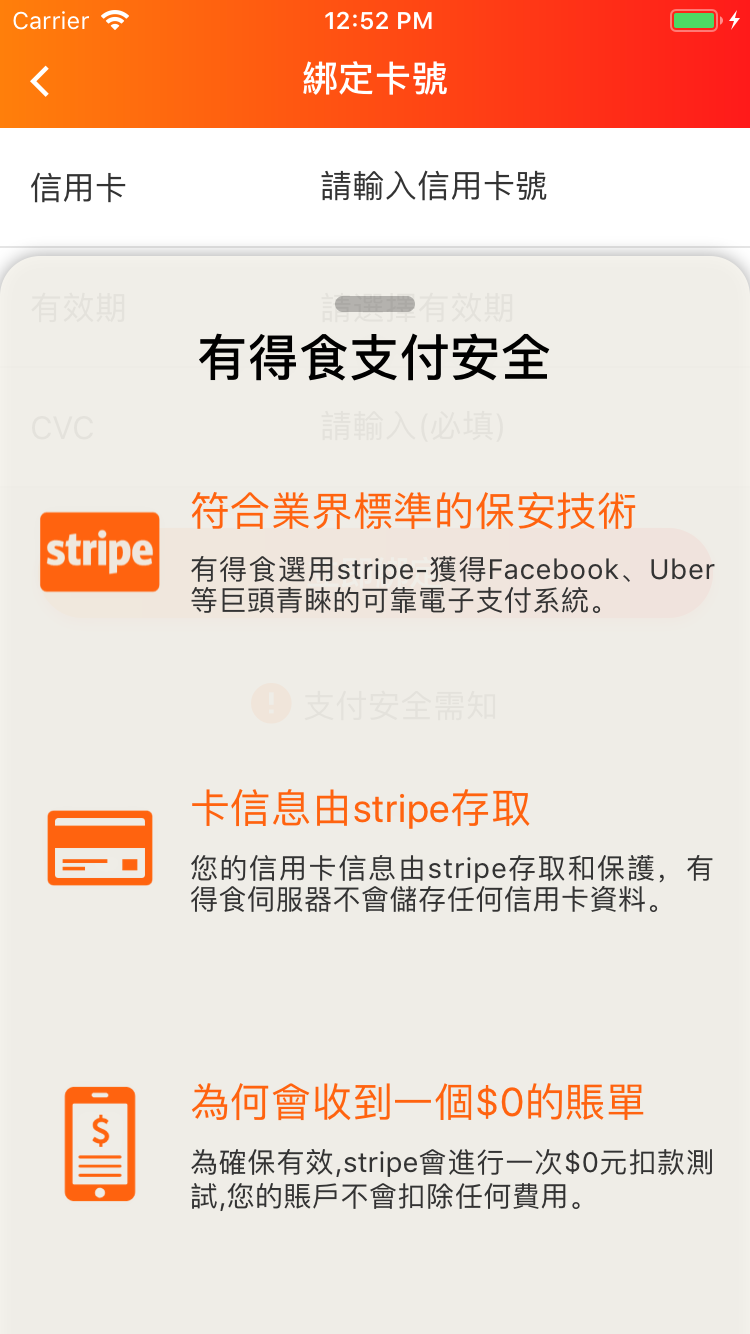 Carrier 12:52 PM
綁定卡號
信用卡 請輸入信用卡號
有效期 請選擇有效期
有得食支付安全
CVC 請輸入(必填)
符合業界標準的保安技術
stripe
有得食選用stripe-獲得Facebook、Uber
等巨頭青睞的可靠電子支付系統。
支付安全需知
卡信息由stripe存取
您的信用卡信息由stripe存取和保護，有
得食伺服器不會儲存任何信用卡資料。
為何會收到一個$0的賬單
$
為確保有效,stripe會進行一次$0元扣款測
試,您的賬戶不會扣除任何費用。